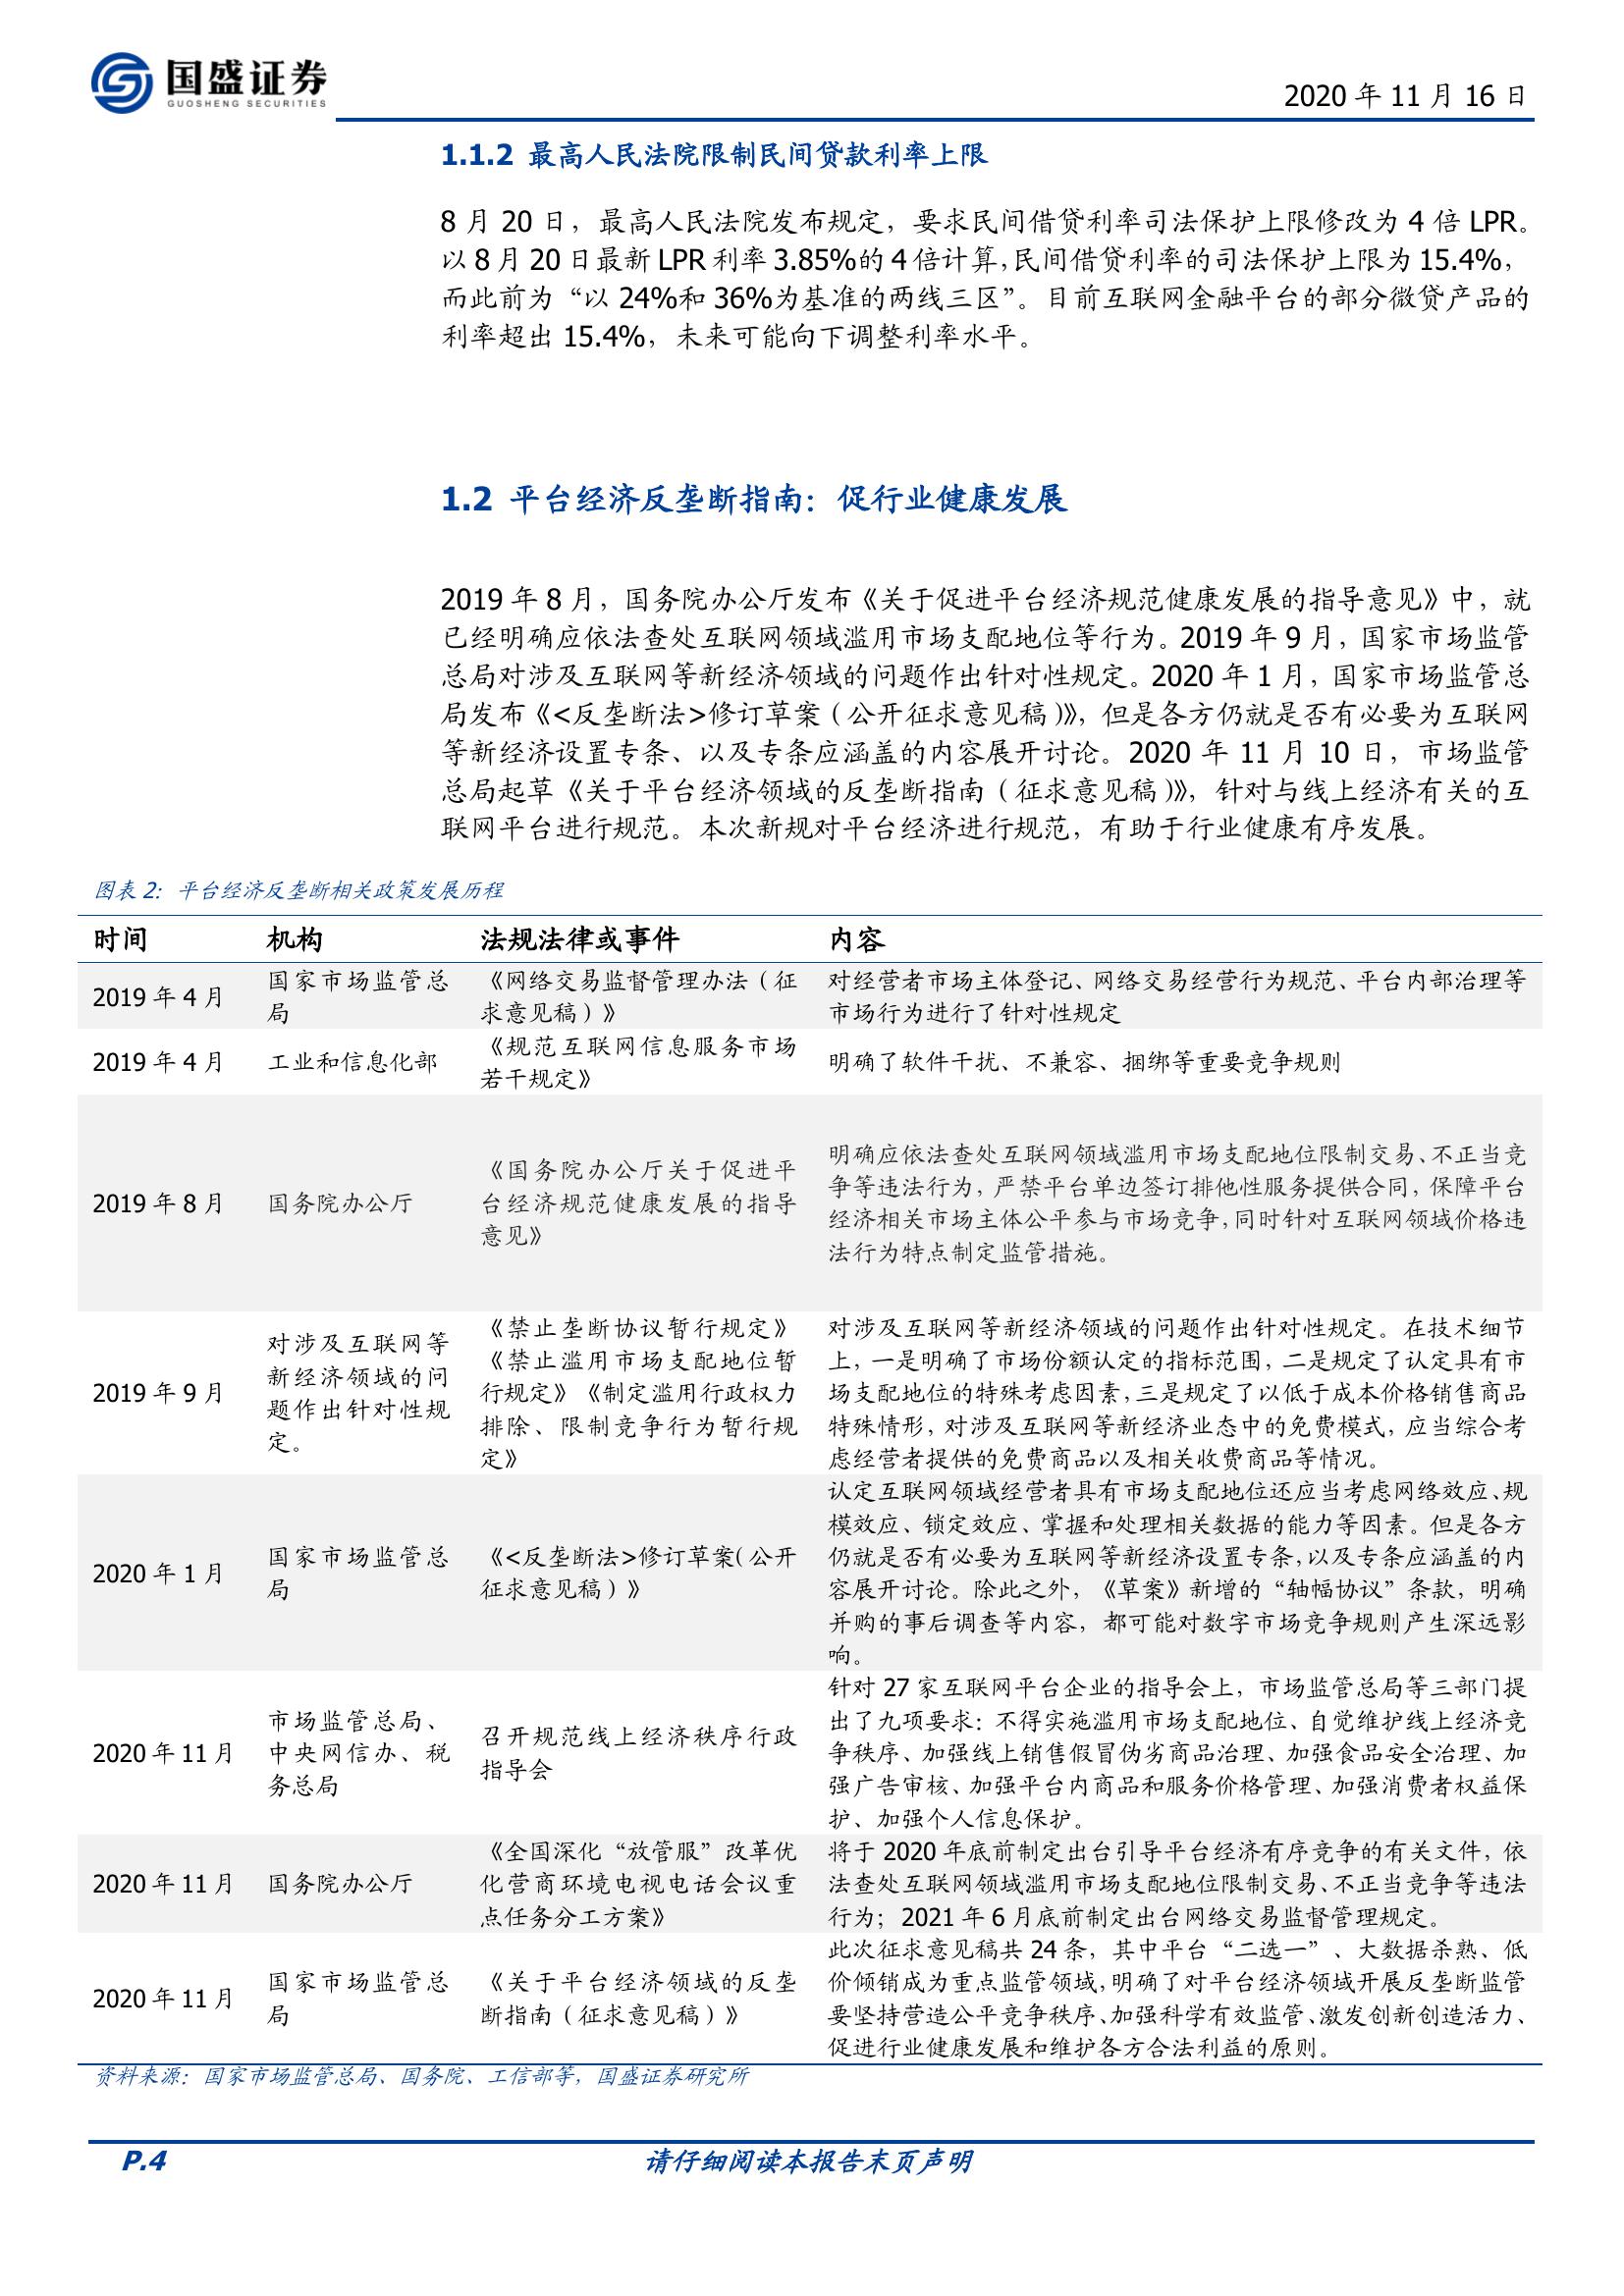 国盛证券
GUOSHENG SECURITIES
2020 年 11 月 16 日
1.1.2 最高人民法院限制民间贷款利率上限
8 月 20 日，最高人民法院发布规定，要求民间借贷利率司法保护上限修改为 4 倍 LPR。
以 8 月 20 日最新 LPR 利率 3.85%的 4 倍计算,民间借贷利率的司法保护上限为 15.4%，
而此前为“以 24%和 36%为基准的两线三区”。目前互联网金融平台的部分微贷产品的
利率超出 15.4%，未来可能向下调整利率水平。
1.2 平台经济反垄断指南：促行业健康发展
2019 年 8 月，国务院办公厅发布《关于促进平台经济规范健康发展的指导意见》中，就
已经明确应依法查处互联网领域滥用市场支配地位等行为。2019 年 9 月，国家市场监管
总局对涉及互联网等新经济领域的问题作出针对性规定。2020 年 1 月，国家市场监管总
局发布《<反垄断法>修订草案（公开征求意见稿）》，但是各方仍就是否有必要为互联网
等新经济设置专条、以及专条应涵盖的内容展开讨论。2020 年 11 月 10 日，市场监管
总局起草《关于平台经济领域的反垄断指南（征求意见稿）》，针对与线上经济有关的互
联网平台进行规范。本次新规对平台经济进行规范，有助于行业健康有序发展。
图表 2：平台经济反垄断相关政策发展历程
时间 机构 法规法律或事件 内容
2019 年 4 月
国家市场监管总
局
《网络交易监督管理办法（征
求意见稿）》
对经营者市场主体登记、网络交易经营行为规范、平台内部治理等
市场行为进行了针对性规定
2019 年 4 月
工业和信息化部
《规范互联网信息服务市场
若干规定》
明确了软件干扰、不兼容、捆绑等重要竞争规则
2019 年 8 月
国务院办公厅
《国务院办公厅关于促进平
台经济规范健康发展的指导
意见》
明确应依法查处互联网领域滥用市场支配地位限制交易、不正当竞
争等违法行为，严禁平台单边签订排他性服务提供合同，保障平台
经济相关市场主体公平参与市场竞争,同时针对互联网领域价格违
法行为特点制定监管措施。
2019 年 9 月
对涉及互联网等
新经济领域的问
题作出针对性规
定。
《禁止垄断协议暂行规定》
《禁止滥用市场支配地位暂
行规定》《制定滥用行政权力
排除、限制竞争行为暂行规
定》
对涉及互联网等新经济领域的问题作出针对性规定。在技术细节
上，一是明确了市场份额认定的指标范围，二是规定了认定具有市
场支配地位的特殊考虑因素,三是规定了以低于成本价格销售商品
特殊情形，对涉及互联网等新经济业态中的免费模式，应当综合考
虑经营者提供的免费商品以及相关收费商品等情况。
2020 年 1 月
国家市场监管总
局
《<反垄断法>修订草案(公开
征求意见稿）》
认定互联网领域经营者具有市场支配地位还应当考虑网络效应、规
模效应、锁定效应、掌握和处理相关数据的能力等因素。但是各方
仍就是否有必要为互联网等新经济设置专条,以及专条应涵盖的内
容展开讨论。除此之外，《草案》新增的“轴幅协议”条款，明确
并购的事后调查等内容，都可能对数字市场竞争规则产生深远影
响。
2020 年 11 月
市场监管总局、
中央网信办、税
务总局
召开规范线上经济秩序行政
指导会
针对 27 家互联网平台企业的指导会上，市场监管总局等三部门提
出了九项要求：不得实施滥用市场支配地位、自觉维护线上经济竞
争秩序、加强线上销售假冒伪劣商品治理、加强食品安全治理、加
强广告审核、加强平台内商品和服务价格管理、加强消费者权益保
护、加强个人信息保护。
2020 年 11 月
国务院办公厅
《全国深化“放管服”改革优
化营商环境电视电话会议重
点任务分工方案》
将于 2020 年底前制定出台引导平台经济有序竞争的有关文件，依
法查处互联网领域滥用市场支配地位限制交易、不正当竞争等违法
行为；2021 年 6 月底前制定出台网络交易监督管理规定。
2020 年 11 月
国家市场监管总
局
《关于平台经济领域的反垄
断指南（征求意见稿）》
此次征求意见稿共 24 条，其中平台“二选一”、大数据杀熟、低
价倾销成为重点监管领域,明确了对平台经济领域开展反垄断监管
要坚持营造公平竞争秩序、加强科学有效监管、激发创新创造活力、
促进行业健康发展和维护各方合法利益的原则。
资料来源：国家市场监管总局、国务院、工信部等，国盛证券研究所
P.4
请仔细阅读本报告末页声明